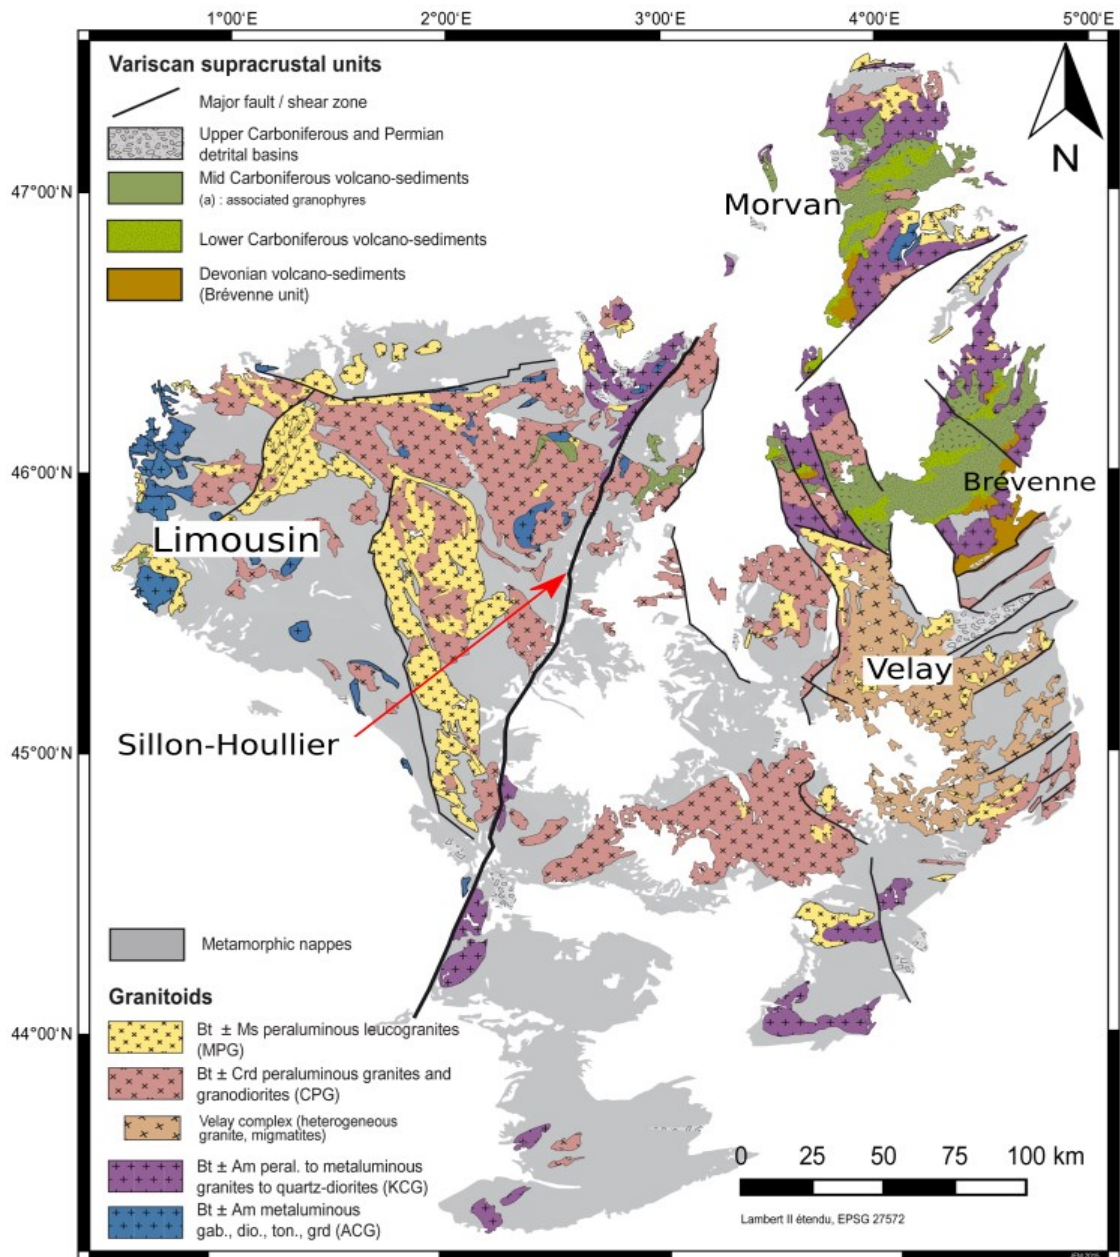 1°00'E 2°00'E 3°00'E 4°00'E 5°00'E
Variscan supracrustal units
Major fault / shear zone
Upper Carboniferous and Permian
detrital basins
Mid Carboniferous volcano-sediments
(a) : associated granophyres
Lower Carboniferous volcano-sediments
Devonian volcano-sediments
(Brévenne unit)
N
47°00'N
Morvan
46°00'N
Brévenne
Limousin
Velay
Sillon-Houllier
45°00'N
Metamorphic nappes
Granitoids
44°00'N
Bt ± Ms peraluminous leucogranites
(MPG)
Bt ± Crd peraluminous granites and
granodiorites (CPG)
Velay complex (heterogeneous
granite, migmatites)
Bt ± Am peral. to metaluminous
granites to quartz-diorites (KCG)
Bt ± Am metaluminous
gab., dio., ton., grd (ACG)
0 25 50 75 100 km
Lambert II étendu, EPSG 27572